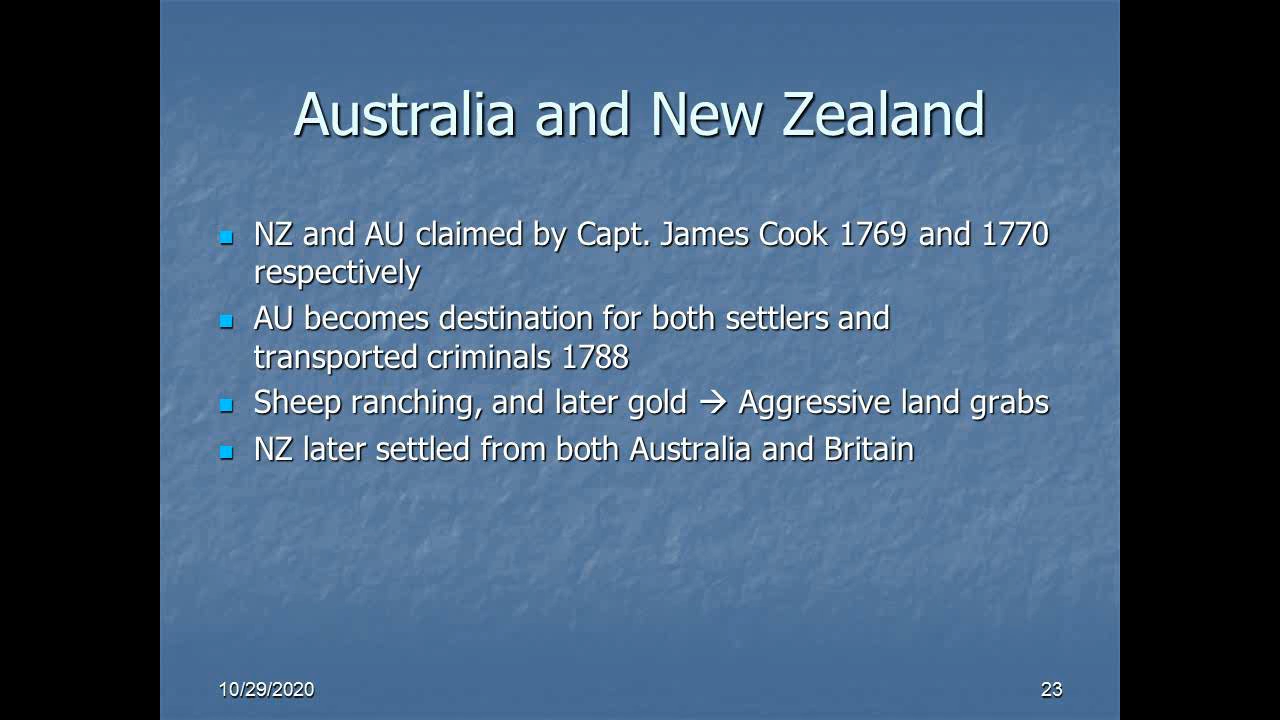 Australia and New Zealand
NZ and AU claimed by Capt. James Cook 1769 and 1770
respectively
AU becomes destination for both settlers and
transported criminals 1788
Sheep ranching, and later gold → Aggressive land grabs
NZ later settled from both Australia and Britain
10/29/2020
23